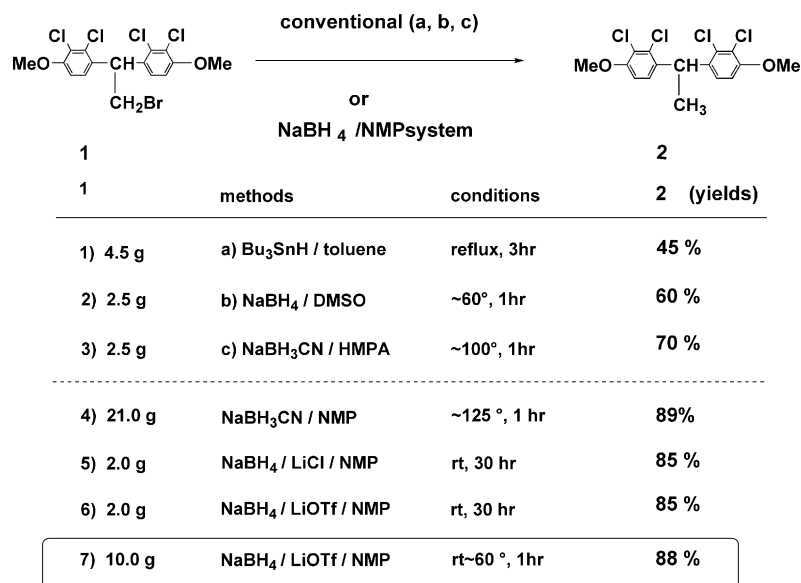 conventional (a, b, c)
Cl Cl Cl Cl
MeO CH OMe
CH2Br
or
NaBH 4 /NMPsystem
Cl Cl Cl Cl
MeO CH OMe
CH3
1 2
1 methods conditions 2 (yields)
1) 4.5 g a) Bu3SnH / toluene reflux, 3hr 45 %
2) 2.5 g b) NaBH4 / DMSO ~60°, 1hr 60 %
3) 2.5 g c) NaBH3CN / HMPA ~100°, 1hr 70 %
4) 21.0 g NaBH3CN / NMP ~125 °, 1 hr 89%
5) 2.0 g NaBH4 / LiCl / NMP rt, 30 hr 85 %
6) 2.0 g NaBH4 / LiOTf / NMP rt, 30 hr 85 %
7) 10.0 g NaBH4 / LiOTf / NMP rt~60 °, 1hr 88 %